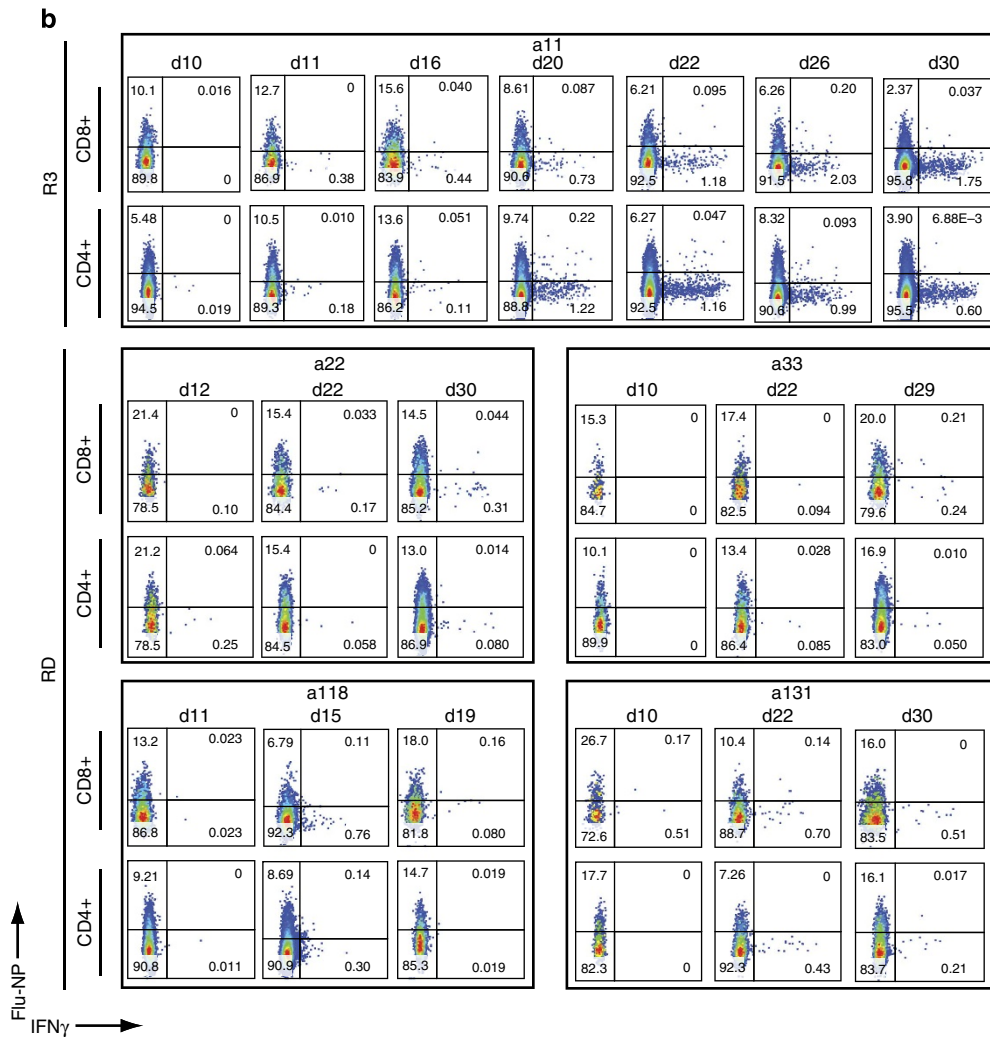 b
a11
d10 d11 d16 d20 d22 d26 d30
R3
CD8+
10.1 0.016 12.7 0 15.6 0.040 8.61 0.087 6.21 0.095 6.26 0.20 2.37 0.037
89.8 0 86.9 0.38 83.9 0.44 90.6 0.73 92.5 1.18 91.5 2.03 95.8 1.75
CD4+
5.48 0 10.5 0.010 13.6 0.051 9.74 0.22 6.27 0.047 8.32 0.093 3.90 6.88E–3
94.5 0.019 89.3 0.18 86.2 0.11 88.8 1.22 92.5 1.16 90.6 0.99 95.5 0.60
RD
a22
d12 d22 d30
CD8+
21.4 0 15.4 0.033 14.5 0.044
78.5 0.10 84.4 0.17 85.2 0.31
CD4+
21.2 0.064 15.4 0 13.0 0.014
78.5 0.25 84.5 0.058 86.9 0.080
a33
d10 d22 d29
15.3 0 17.4 0 20.0 0.21
84.7 0 82.5 0.094 79.6 0.24
10.1 0 13.4 0.028 16.9 0.010
89.9 0 86.4 0.085 83.0 0.050
a118
d11 d15 d19
CD8+
13.2 0.023 6.79 0.11 18.0 0.16
86.8 0.023 92.3 0.76 81.8 0.080
CD4+
9.21 0 8.69 0.14 14.7 0.019
90.8 0.011 90.9 0.30 85.3 0.019
a131
d10 d22 d30
26.7 0.17 10.4 0.14 16.0 0
72.6 0.51 88.7 0.70 83.5 0.51
17.7 0 7.26 0 16.1 0.017
82.3 0 92.3 0.43 83.7 0.21
Flu-NP
IFNγ